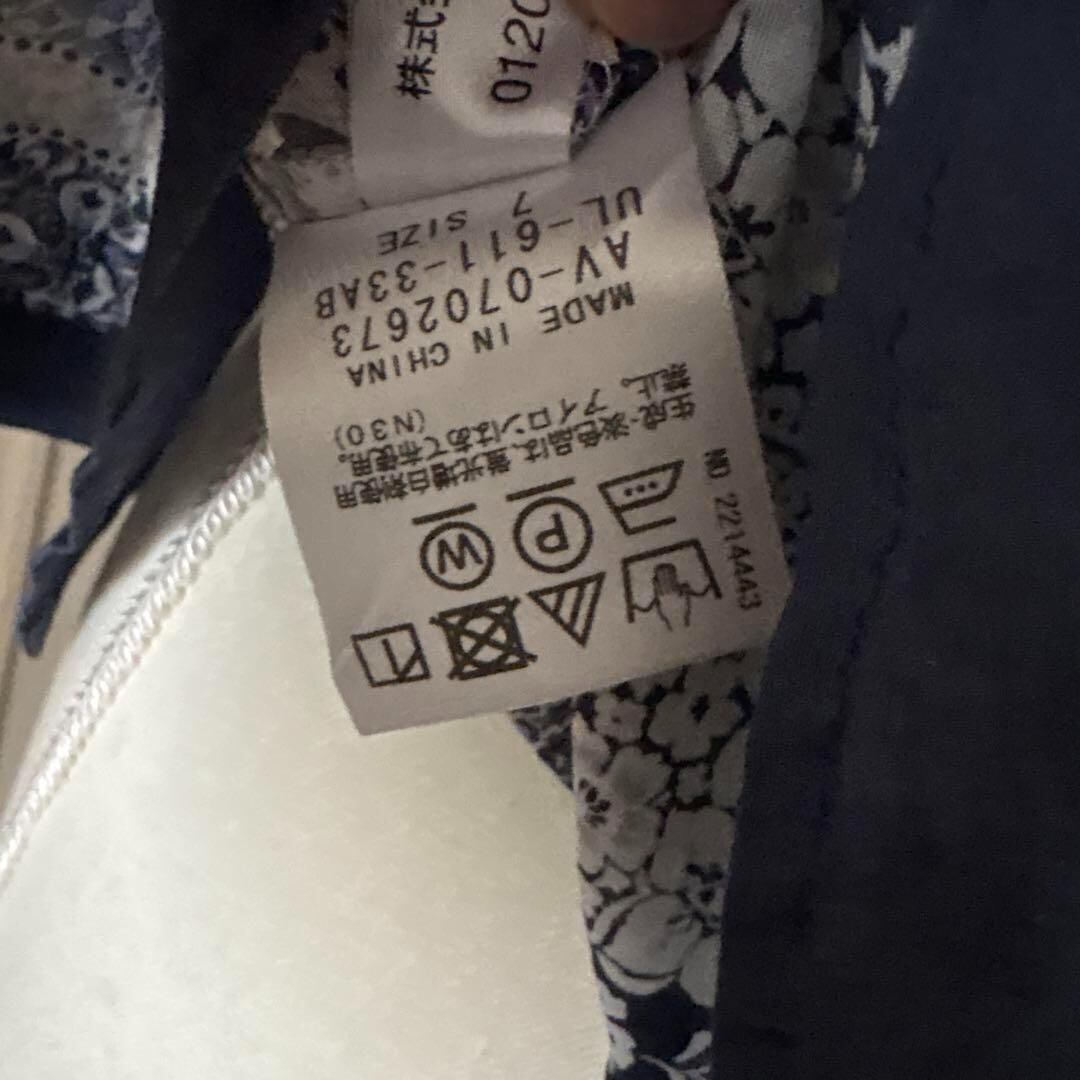 株式
0120
NO 2214443
P
W
生成・淡色品は、蛍光増白剤使用
禁止。アイロンはあて布使用。
(N30)
MADE IN CHINA
AV-0702673
UL-611-33AB
7 SIZE